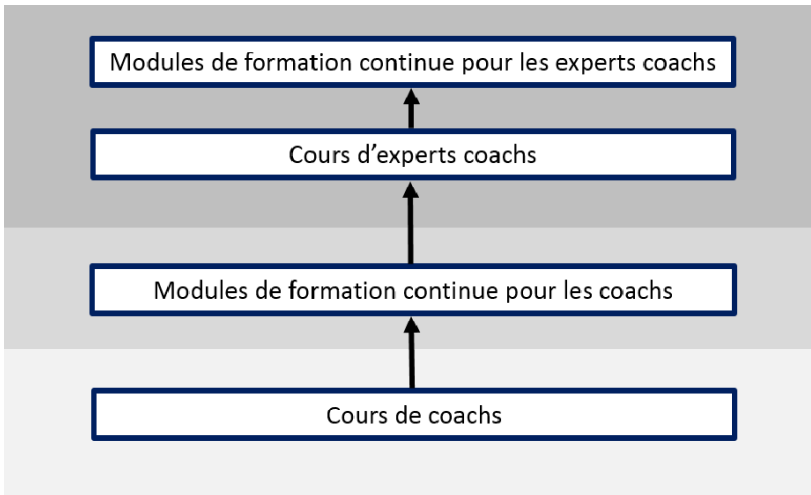 Modules de formation continue pour les experts coachs
Cours d’experts coachs
Modules de formation continue pour les coachs
Cours de coachs